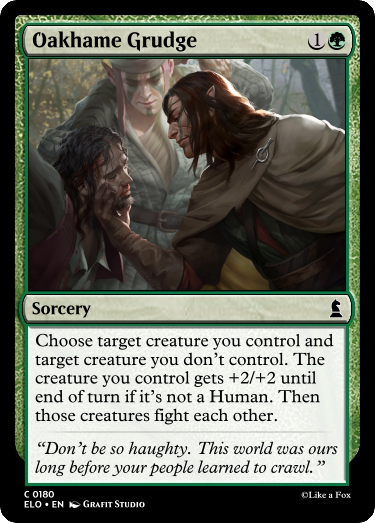 Oakhame Grudge 1
Sorcery
Choose target creature you control and
target creature you don't control. The
creature you control gets +2/+2 until
end of turn if it's not a Human. Then
those creatures fight each other.
"Don't be so haughty. This world was ours
long before your people learned to crawl."
C 0180
ELO • EN Grafit Studio
©Like a Fox